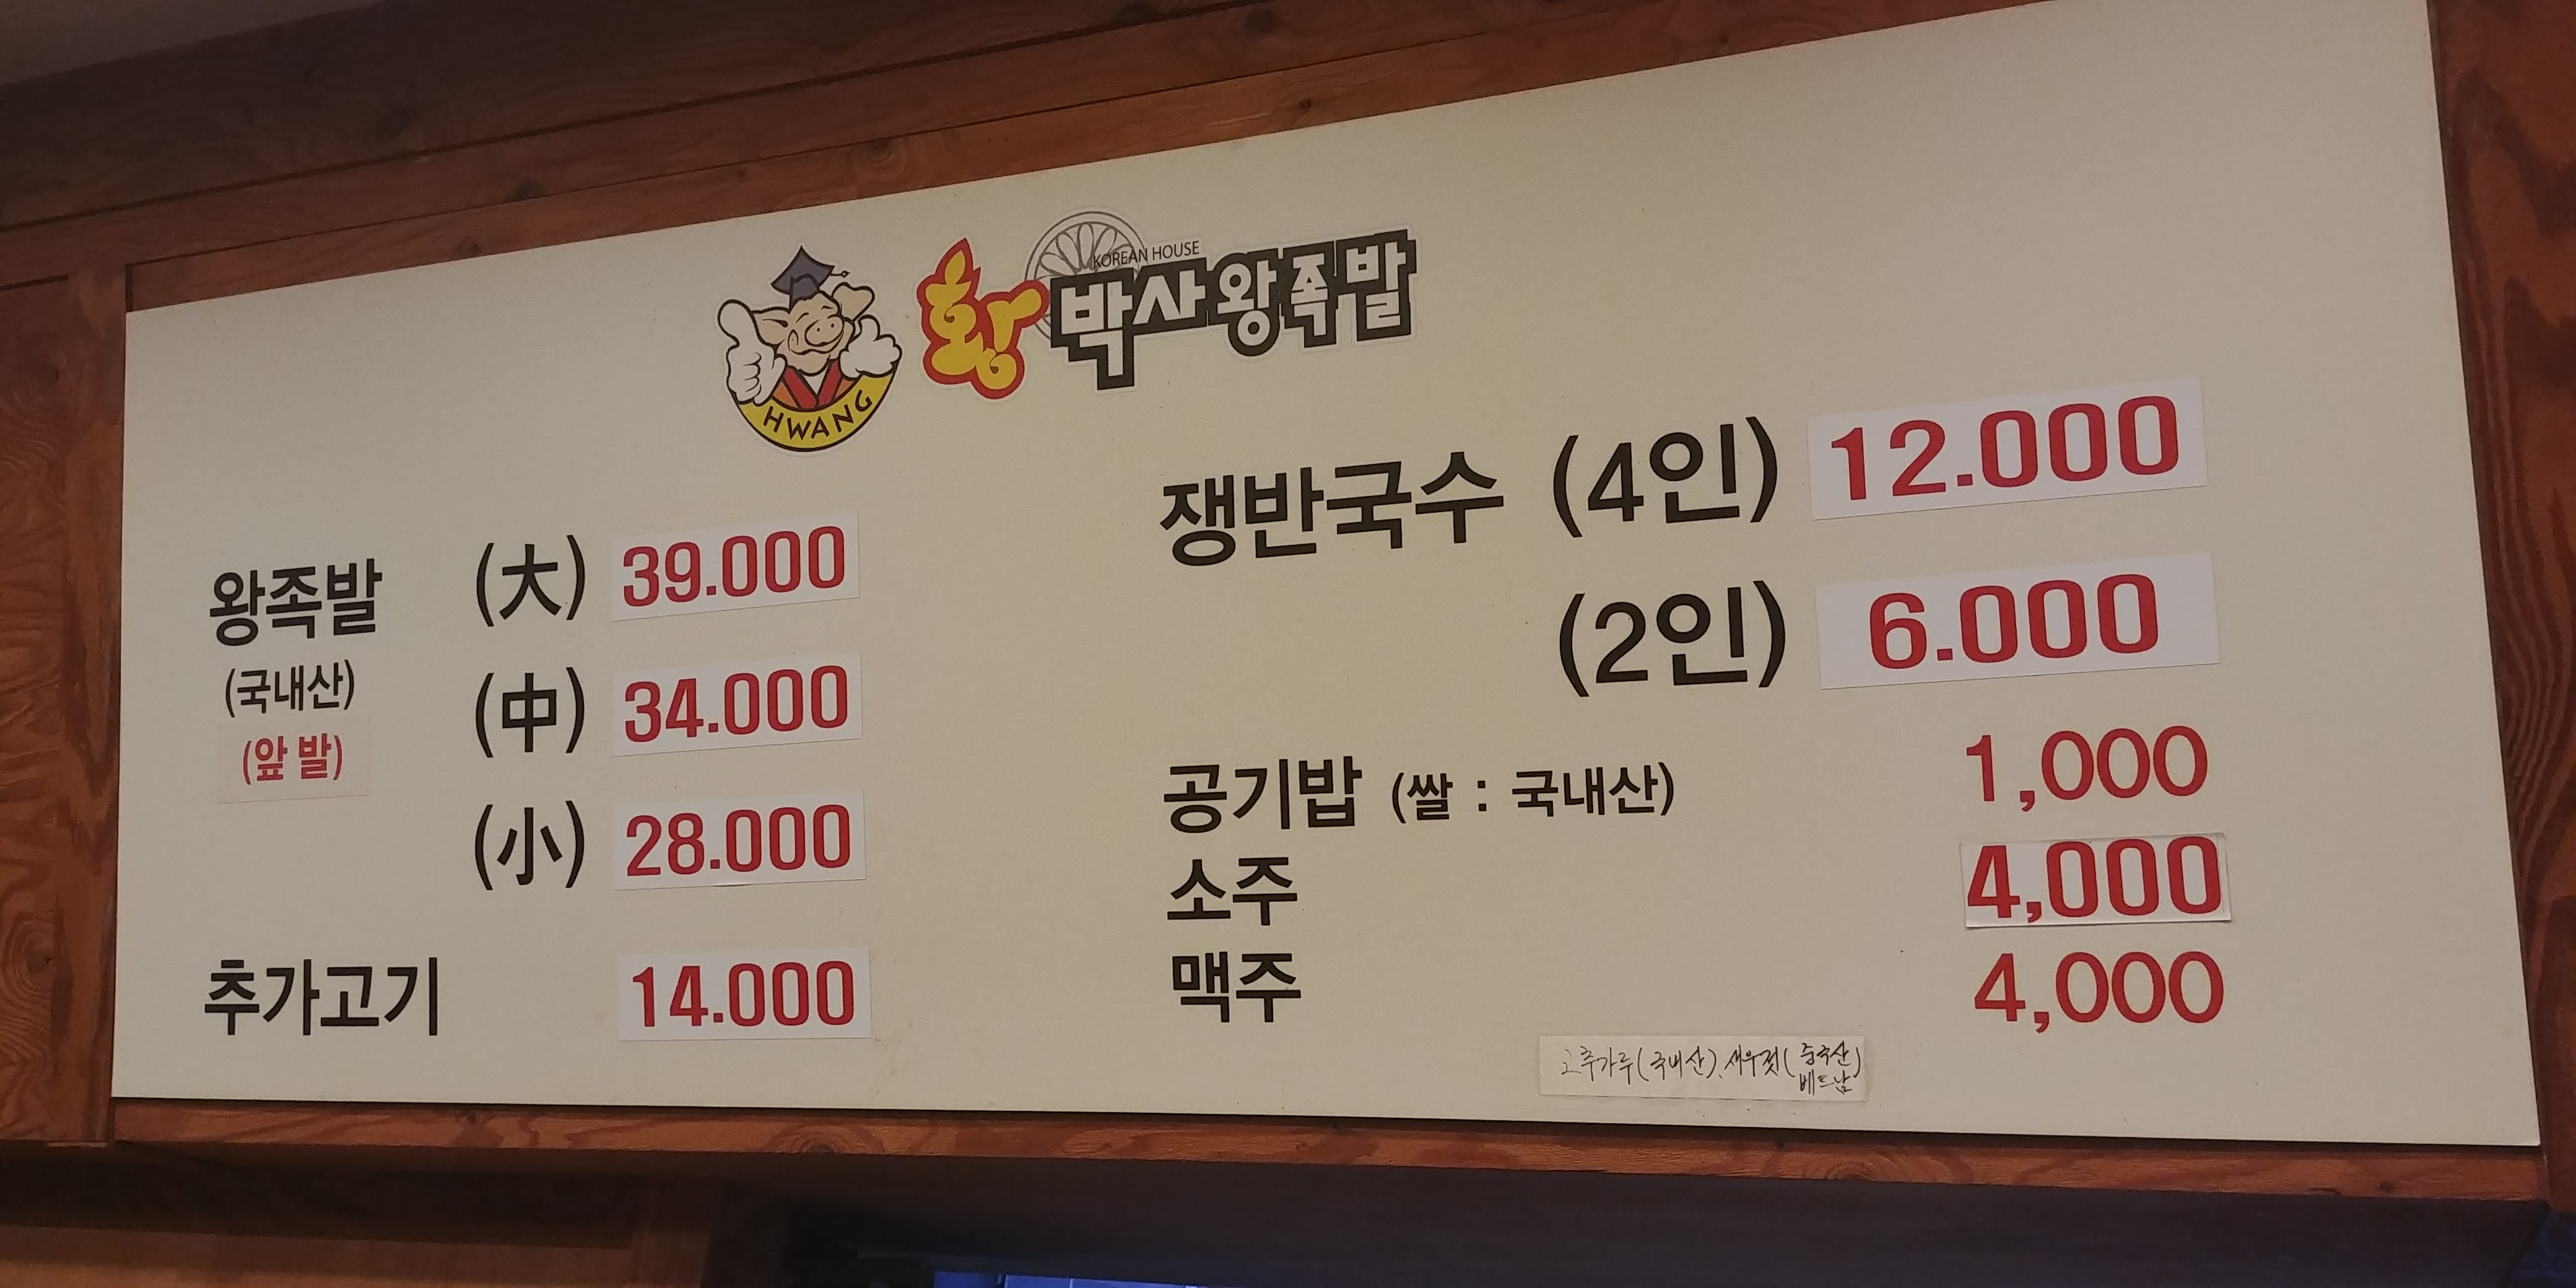 KOREAN HOUSE
황박사왕족발
HWANG
왕족발 (大) 39.000
(국내산) (中) 34.000
(앞 발)
(小) 28.000
추가고기 14.000
쟁반국수 (4인) 12.000
(2인) 6.000
공기밥 (쌀 : 국내산) 1,000
소주 4,000
맥주 4,000
고추가루(국내산). 새우젓(중국산
베트남)